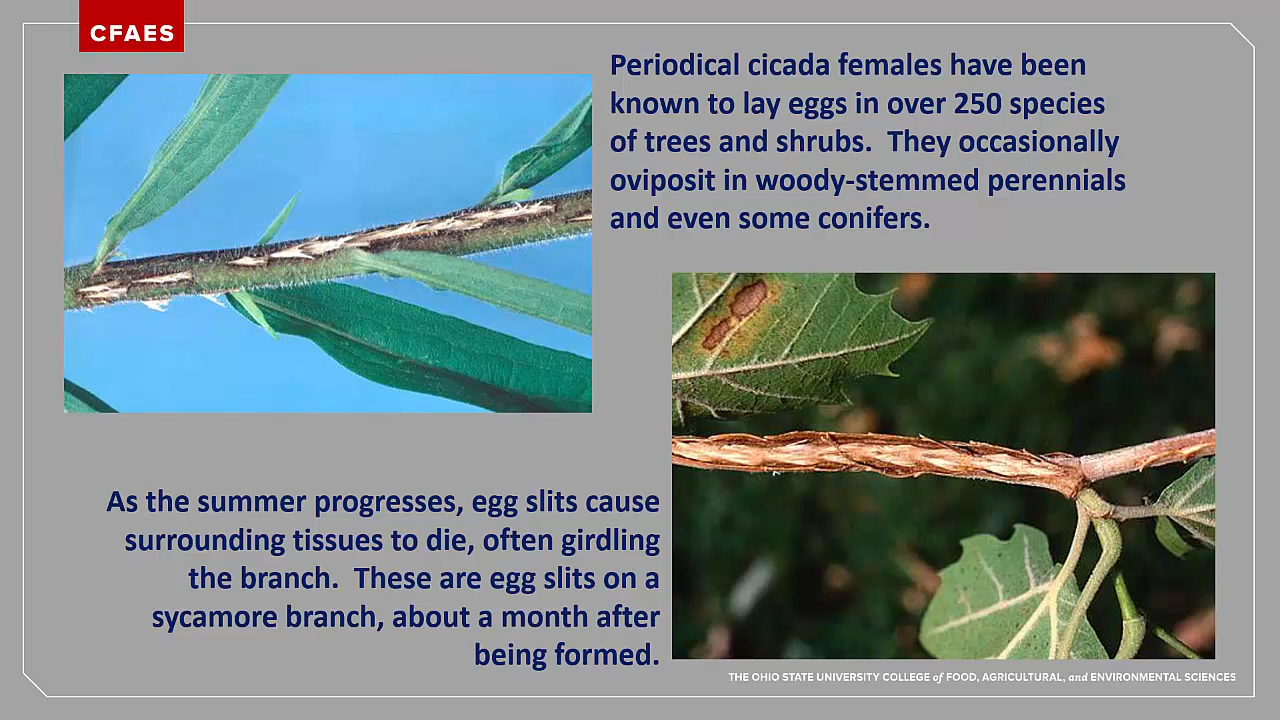 CFAES
Periodical cicada females have been
known to lay eggs in over 250 species
of trees and shrubs.  They occasionally
oviposit in woody-stemmed perennials
and even some conifers.
As the summer progresses, egg slits cause
surrounding tissues to die, often girdling
the branch.  These are egg slits on a
sycamore branch, about a month after
being formed.
THE OHIO STATE UNIVERSITY COLLEGE of FOOD, AGRICULTURAL, and ENVIRONMENTAL SCIENCES